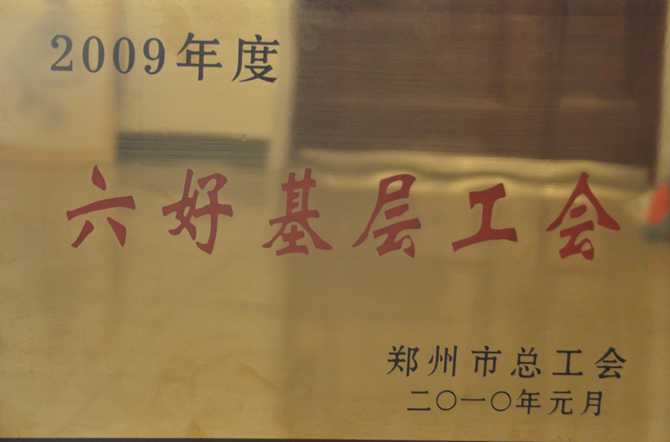 2009年度
六好基层工会
郑州市总工会
二〇一〇年元月